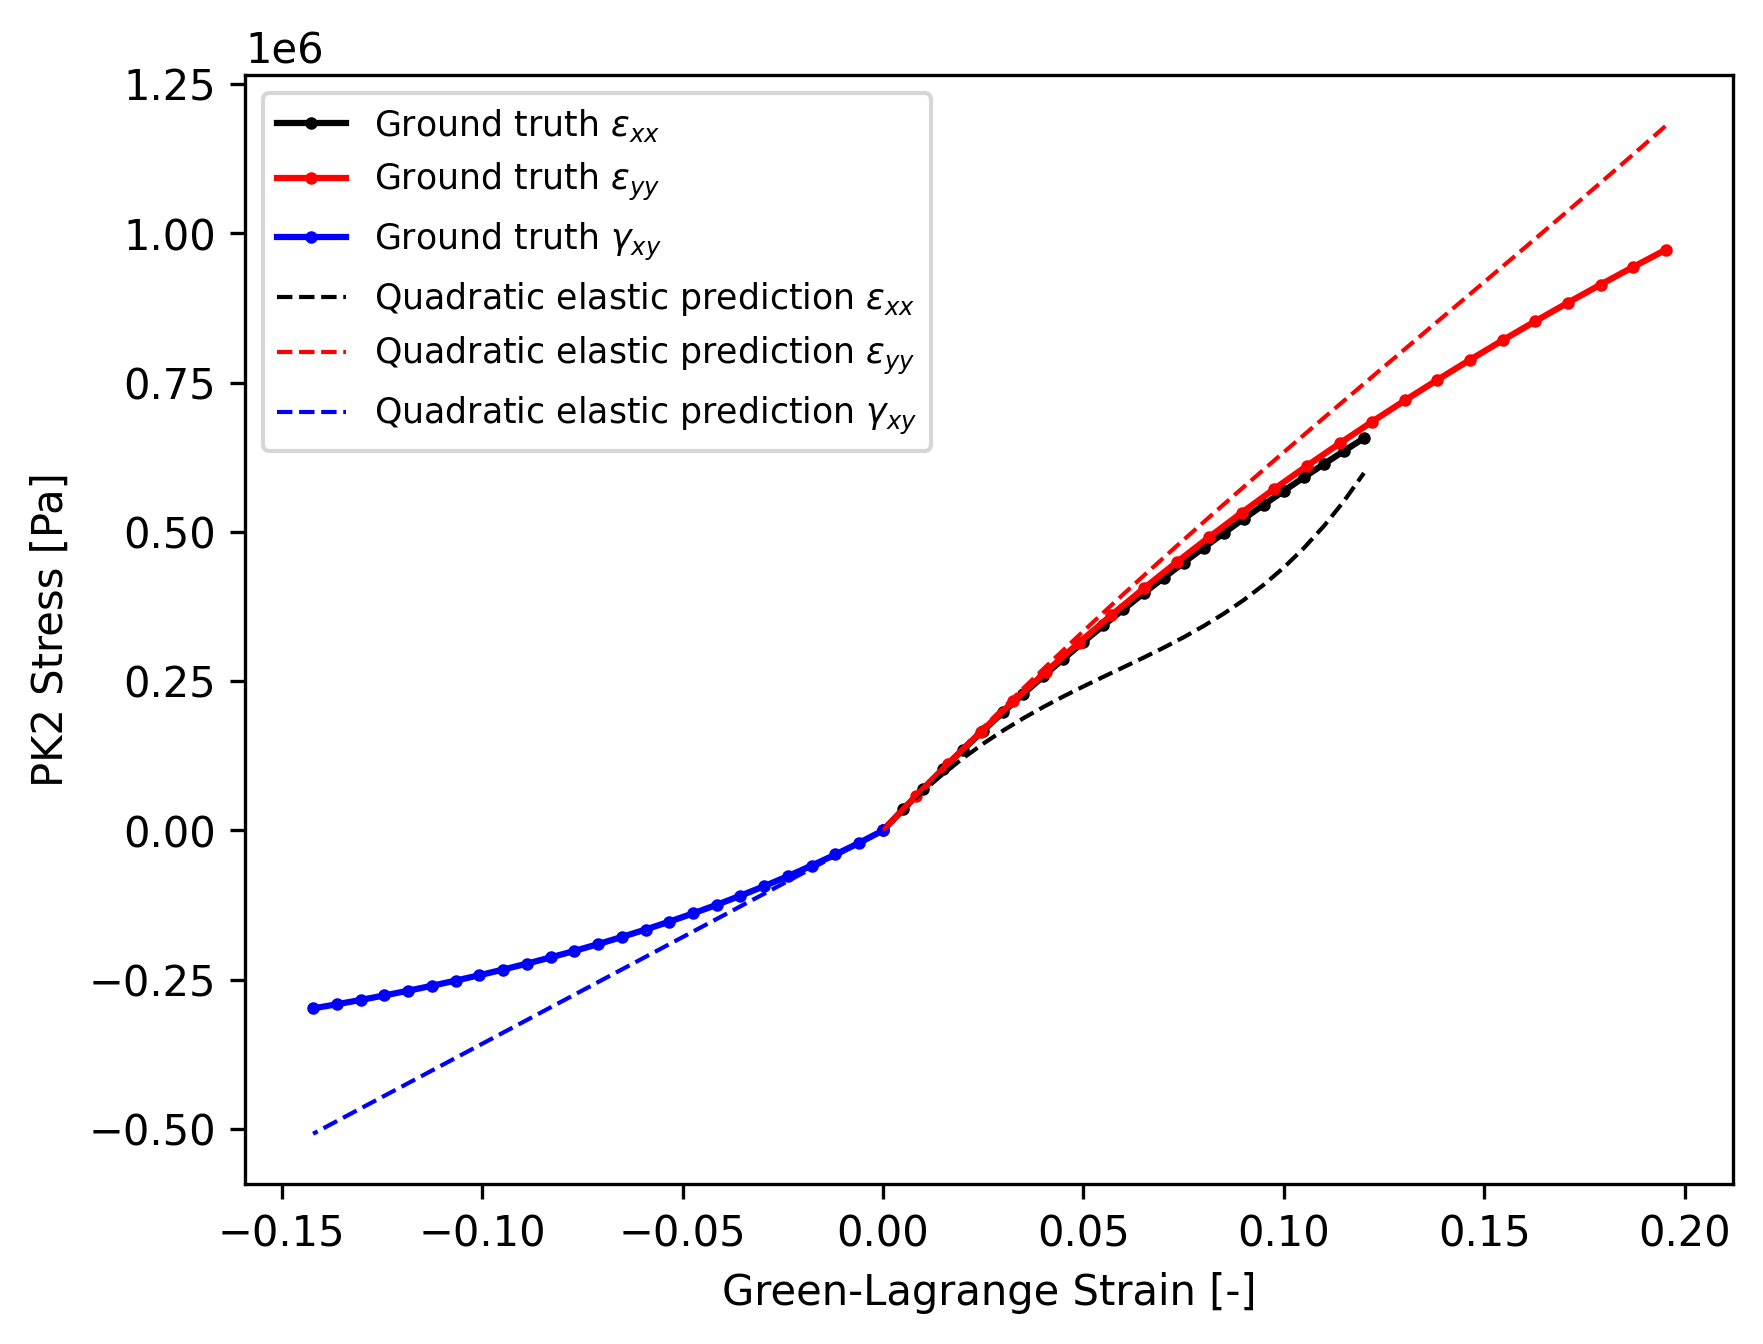 1e6
1.25
1.00
0.75
0.50
0.25
0.00
−0.25
−0.50
PK2 Stress [Pa]
Ground truth εxx
Ground truth εyy
Ground truth γxy
Quadratic elastic prediction εxx
Quadratic elastic prediction εyy
Quadratic elastic prediction γxy
−0.15 −0.10 −0.05 0.00 0.05 0.10 0.15 0.20
Green-Lagrange Strain [-]